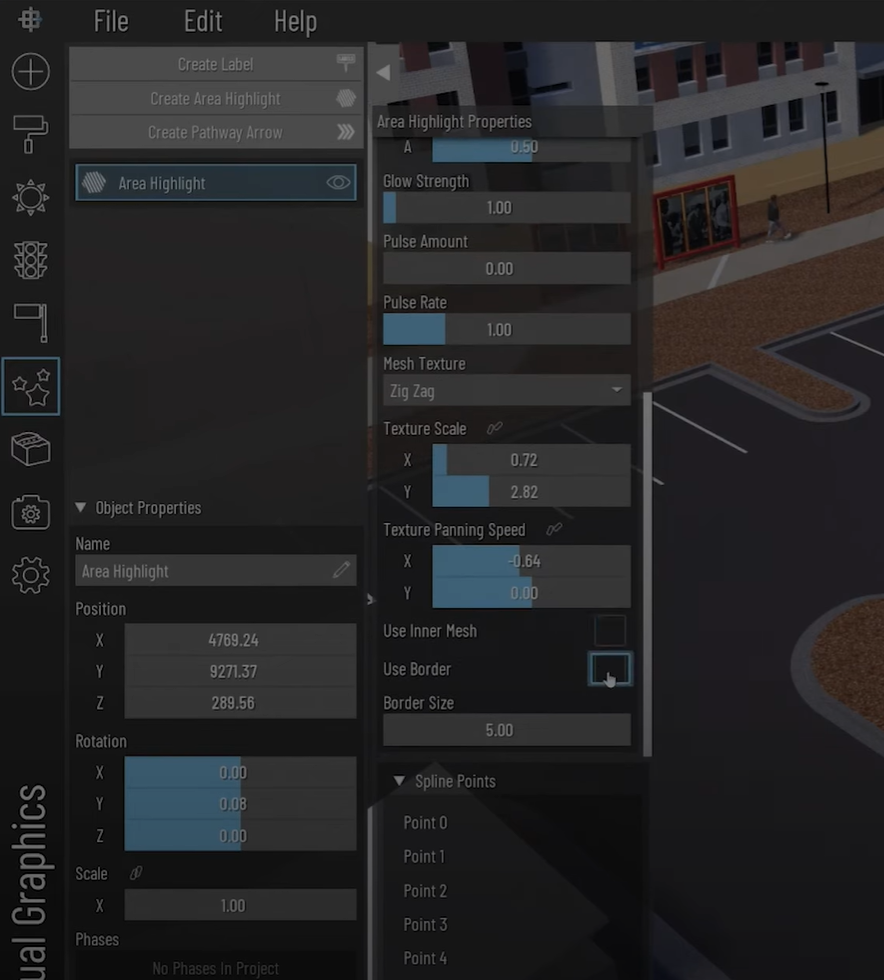 File Edit Help
Create Label
Create Area Highlight
Create Pathway Arrow
Area Highlight
Object Properties
Name
Area Highlight
Position
X 4769.24
Y 9271.37
Z 289.56
Rotation
X 0.00
Y 0.08
Z 0.00
Scale
X 1.00
Phases
No Phases In Project
Area Highlight Properties
A 0.50
Glow Strength
1.00
Pulse Amount
0.00
Pulse Rate
1.00
Mesh Texture
Zig Zag
Texture Scale
X 0.72
Y 2.82
Texture Panning Speed
X -0.64
Y 0.00
Use Inner Mesh
Use Border
Border Size
5.00
Spline Points
Point 0
Point 1
Point 2
Point 3
Point 4
ual Graphics